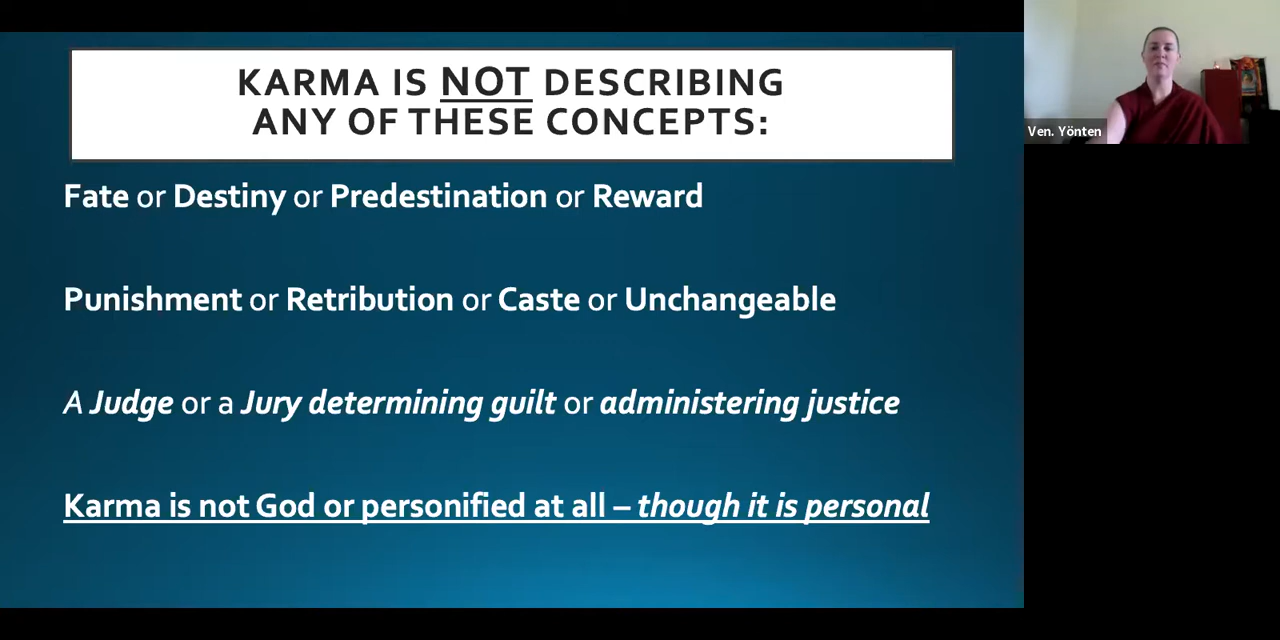 KARMA IS NOT DESCRIBING
ANY OF THESE CONCEPTS:
Fate or Destiny or Predestination or Reward
Punishment or Retribution or Caste or Unchangeable
A Judge or a Jury determining guilt or administering justice
Karma is not God or personified at all – though it is personal
Ven. Yönten